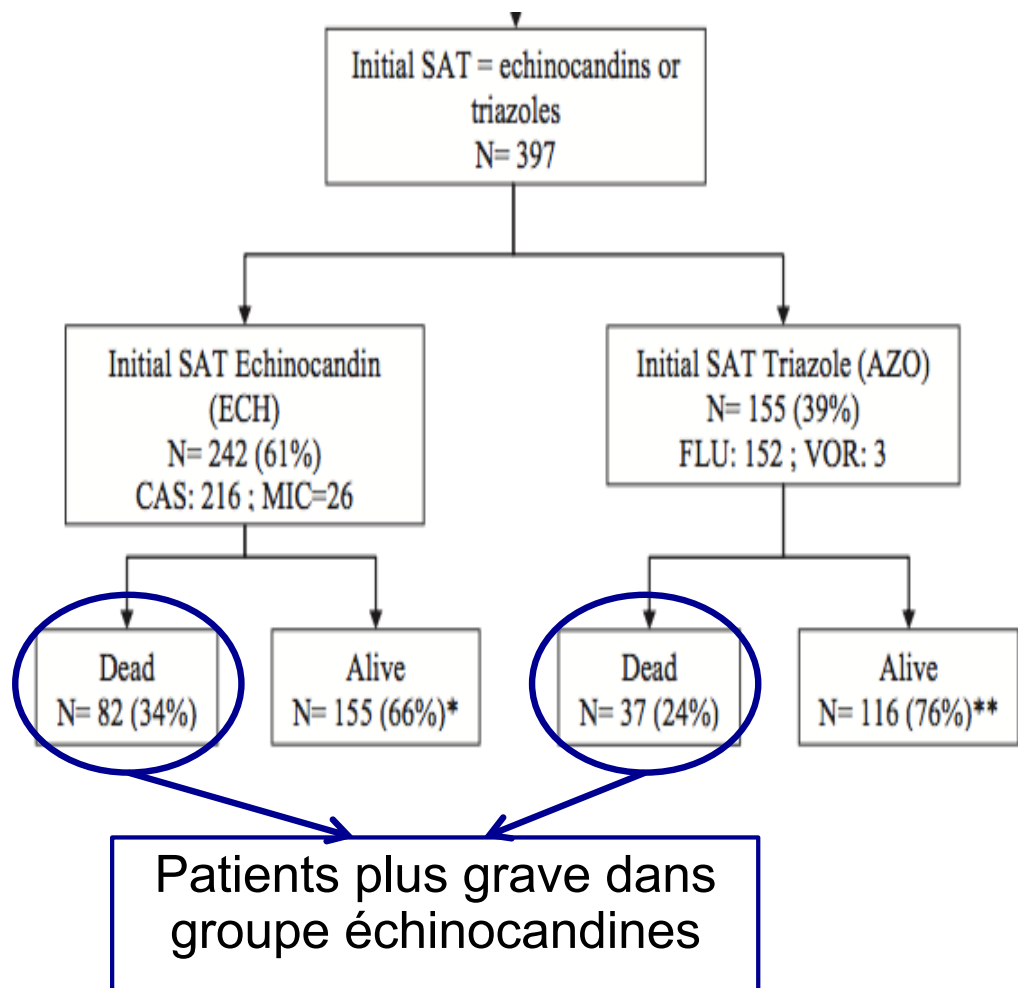 Initial SAT = echinocandins or
triazoles
N= 397
Initial SAT Echinocandin
(ECH)
N= 242 (61%)
CAS: 216 ; MIC=26
Initial SAT Triazole (AZO)
N= 155 (39%)
FLU: 152 ; VOR: 3
Dead
N= 82 (34%)
Alive
N= 155 (66%)*
Dead
N= 37 (24%)
Alive
N= 116 (76%)**
Patients plus grave dans
groupe échinocandines